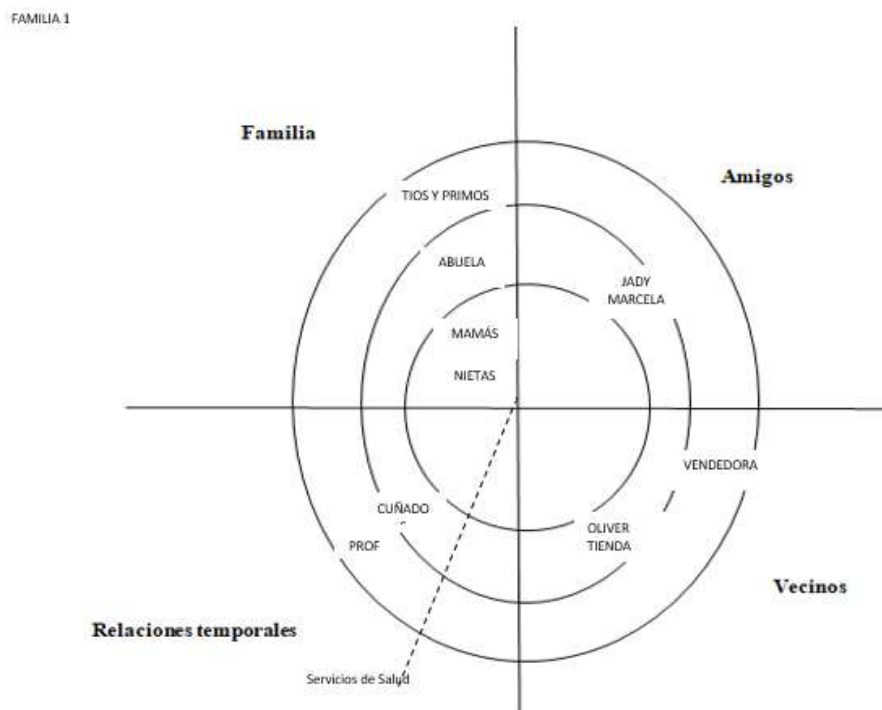 FAMILIA 1
Familia
Amigos
TIOS Y PRIMOS
ABUELA
JADY
MARCELA
MAMÁS
NIETAS
VENDEDORA
CUÑADO
OLIVER
TIENDA
PROF
Vecinos
Relaciones temporales
Servicios de Salud